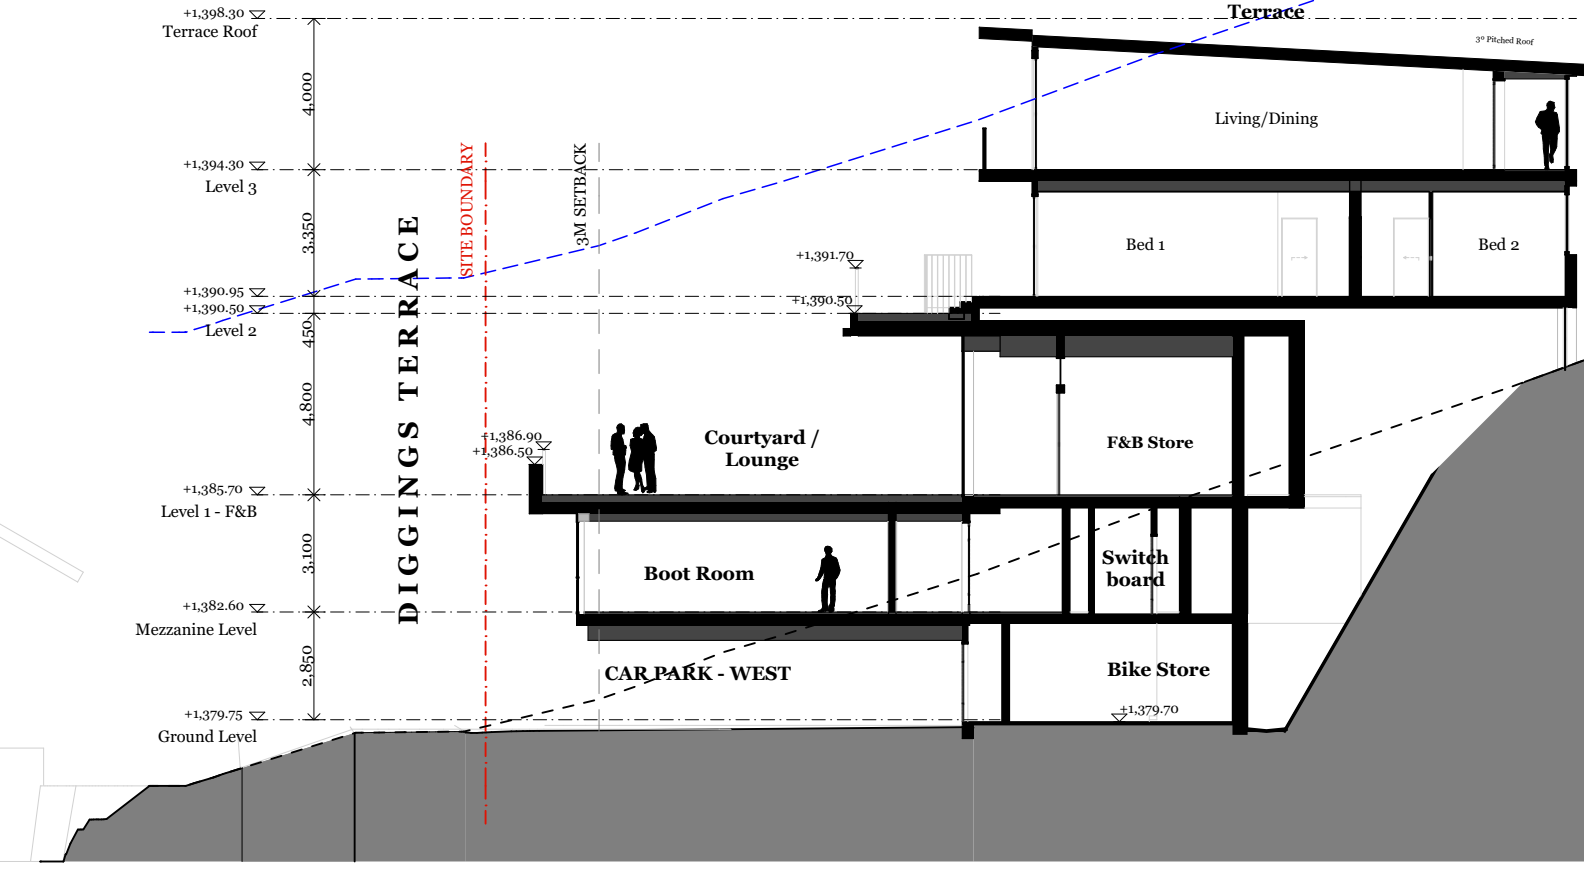 +1,398.30
Terrace Roof
Terrace
3º Pitched Roof
4,000
Living/Dining
+1,394.30
Level 3
SITE BOUNDARY
3M SETBACK
3,350
DIGGINGS TERRACE
Bed 1
Bed 2
+1,391.70
+1,390.95
+1,390.50
Level 2
+1,390.50
450
4,800
+1,386.90
+1,386.50
Courtyard /
Lounge
F&B Store
+1,385.70
Level 1 - F&B
3,100
Boot Room
Switch
board
+1,382.60
Mezzanine Level
2,850
CAR PARK - WEST
Bike Store
+1,379.75
Ground Level
+1,379.70